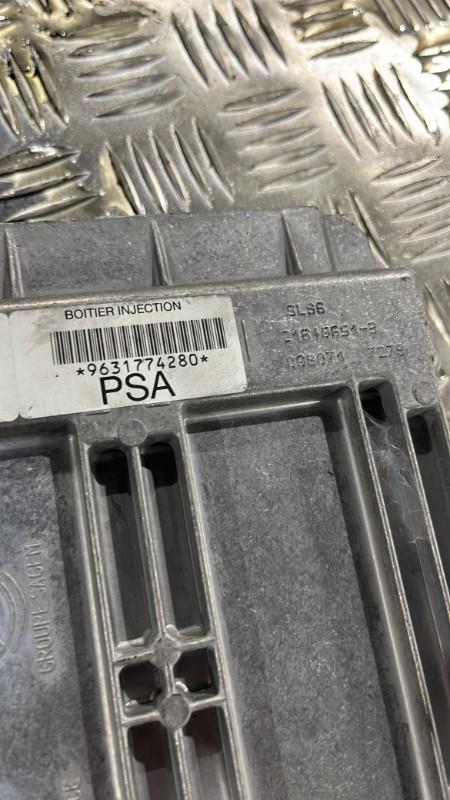 BOITIER INJECTION
*9631774280*
PSA
SL96
GROUPE SAGEM